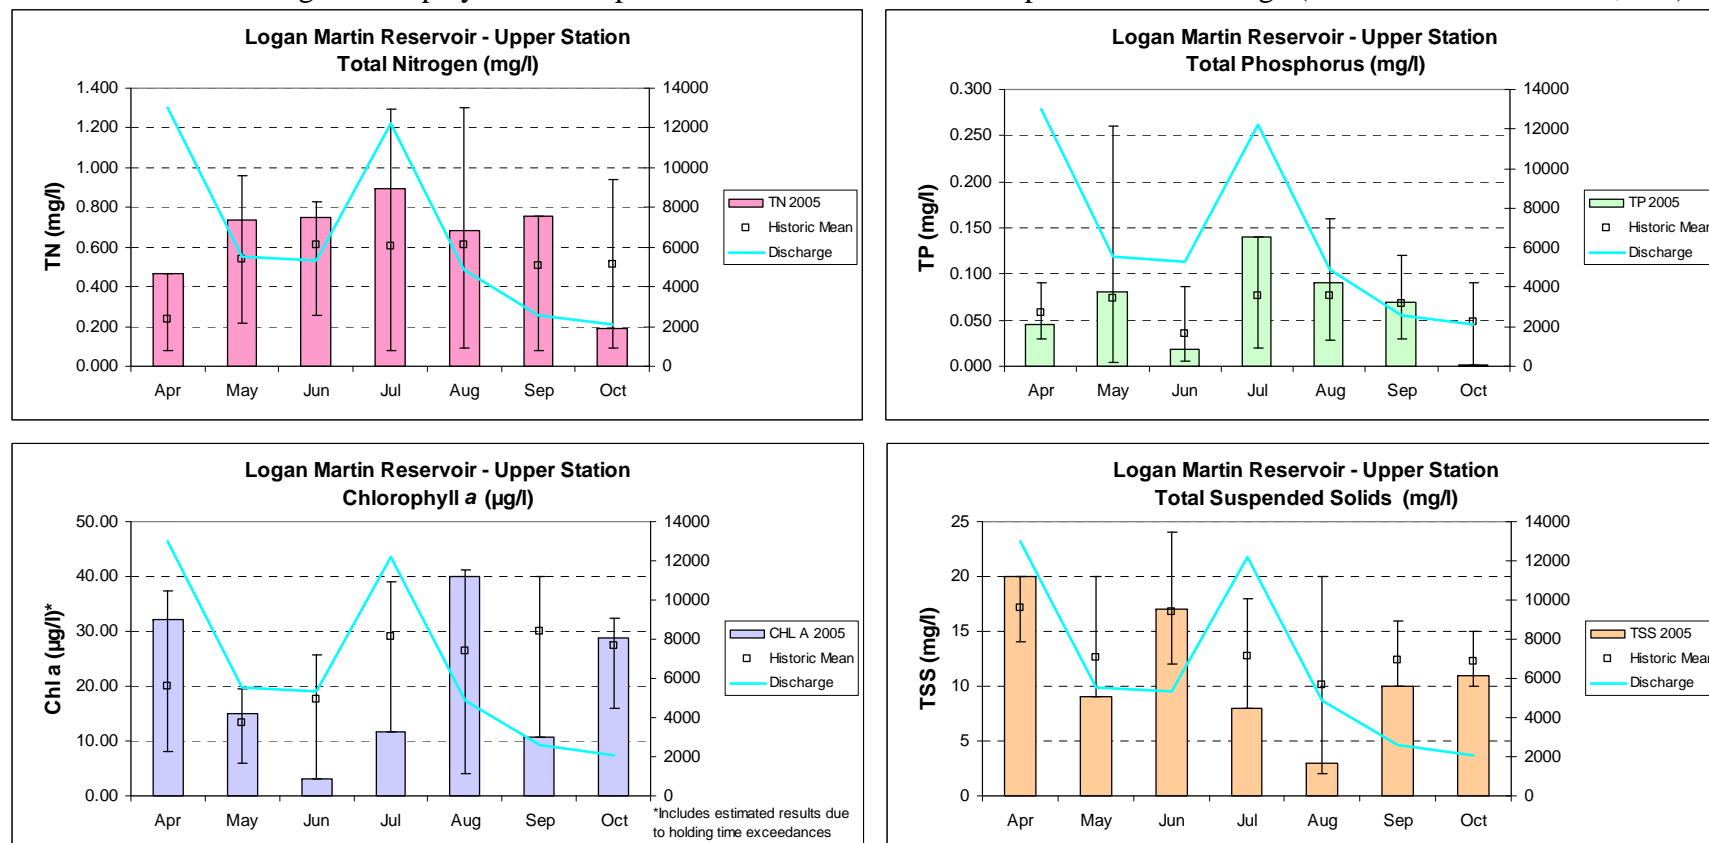 Logan Martin Reservoir - Upper Station
Total Nitrogen (mg/l)
TN (mg/l)
1.400
1.200
1.000
0.800
0.600
0.400
0.200
0.000
14000
12000
10000
8000
6000
4000
2000
0
Apr May Jun Jul Aug Sep Oct
TN 2005
Historic Mean
Discharge
Logan Martin Reservoir - Upper Station
Total Phosphorus (mg/l)
TP (mg/l)
0.300
0.250
0.200
0.150
0.100
0.050
0.000
14000
12000
10000
8000
6000
4000
2000
0
Apr May Jun Jul Aug Sep Oct
TP 2005
Historic Mean
Discharge
Logan Martin Reservoir - Upper Station
Chlorophyll a (µg/l)
Chl a (µg/l)*
50.00
40.00
30.00
20.00
10.00
0.00
14000
12000
10000
8000
6000
4000
2000
0
Apr May Jun Jul Aug Sep Oct
CHL A 2005
Historic Mean
Discharge
*Includes estimated results due
to holding time exceedances
Logan Martin Reservoir - Upper Station
Total Suspended Solids (mg/l)
TSS (mg/l)
25
20
15
10
5
0
14000
12000
10000
8000
6000
4000
2000
0
Apr May Jun Jul Aug Sep Oct
TSS 2005
Historic Mean
Discharge